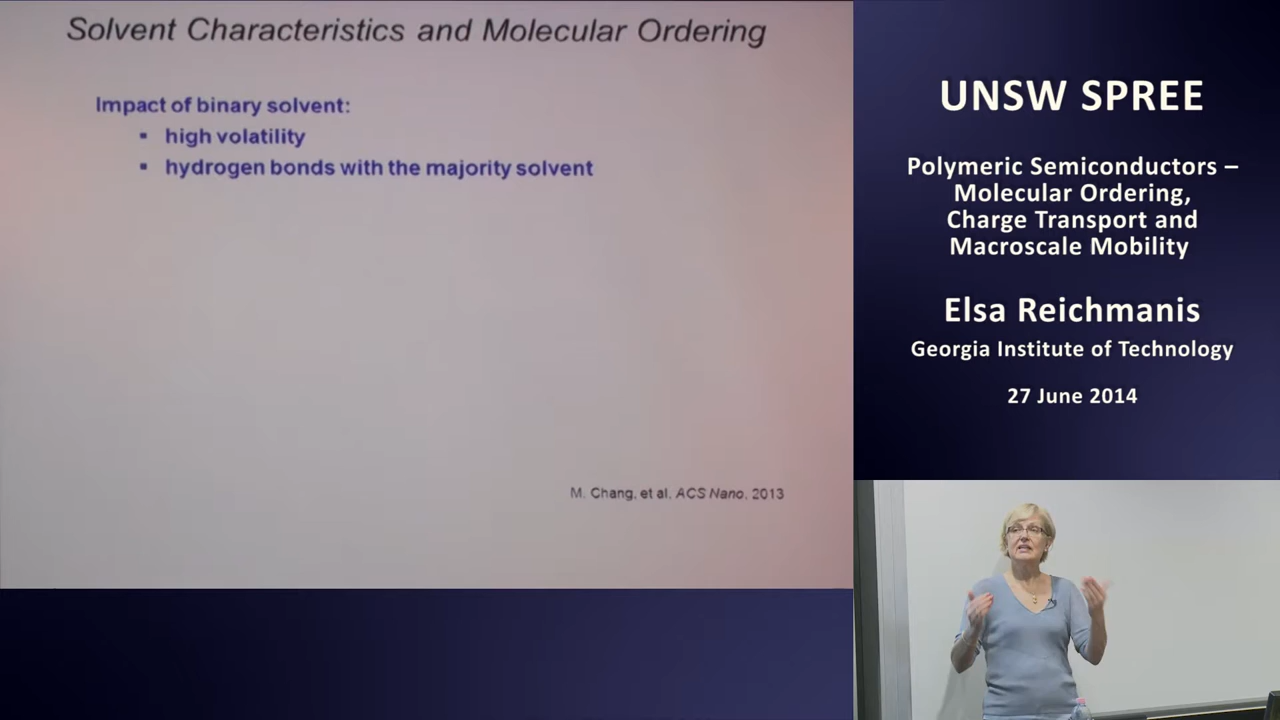 Solvent Characteristics and Molecular Ordering
Impact of binary solvent:
▪ high volatility
▪ hydrogen bonds with the majority solvent
M. Chang, et al. ACS Nano, 2013
UNSW SPREE
Polymeric Semiconductors –
Molecular Ordering,
Charge Transport and
Macroscale Mobility
Elsa Reichmanis
Georgia Institute of Technology
27 June 2014